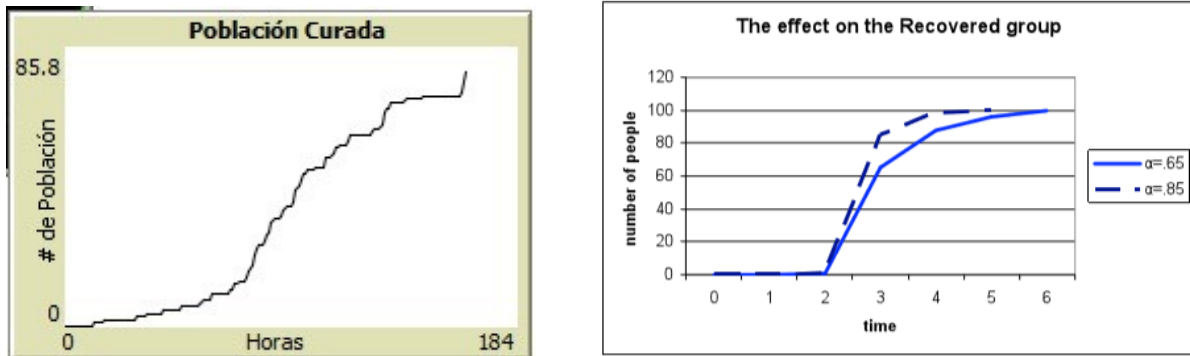 Población Curada
85.8
# de Población
0
0 Horas 184
The effect on the Recovered group
number of people
120
100
80
60
40
20
0
0 1 2 3 4 5 6
time
α=.65
α=.85